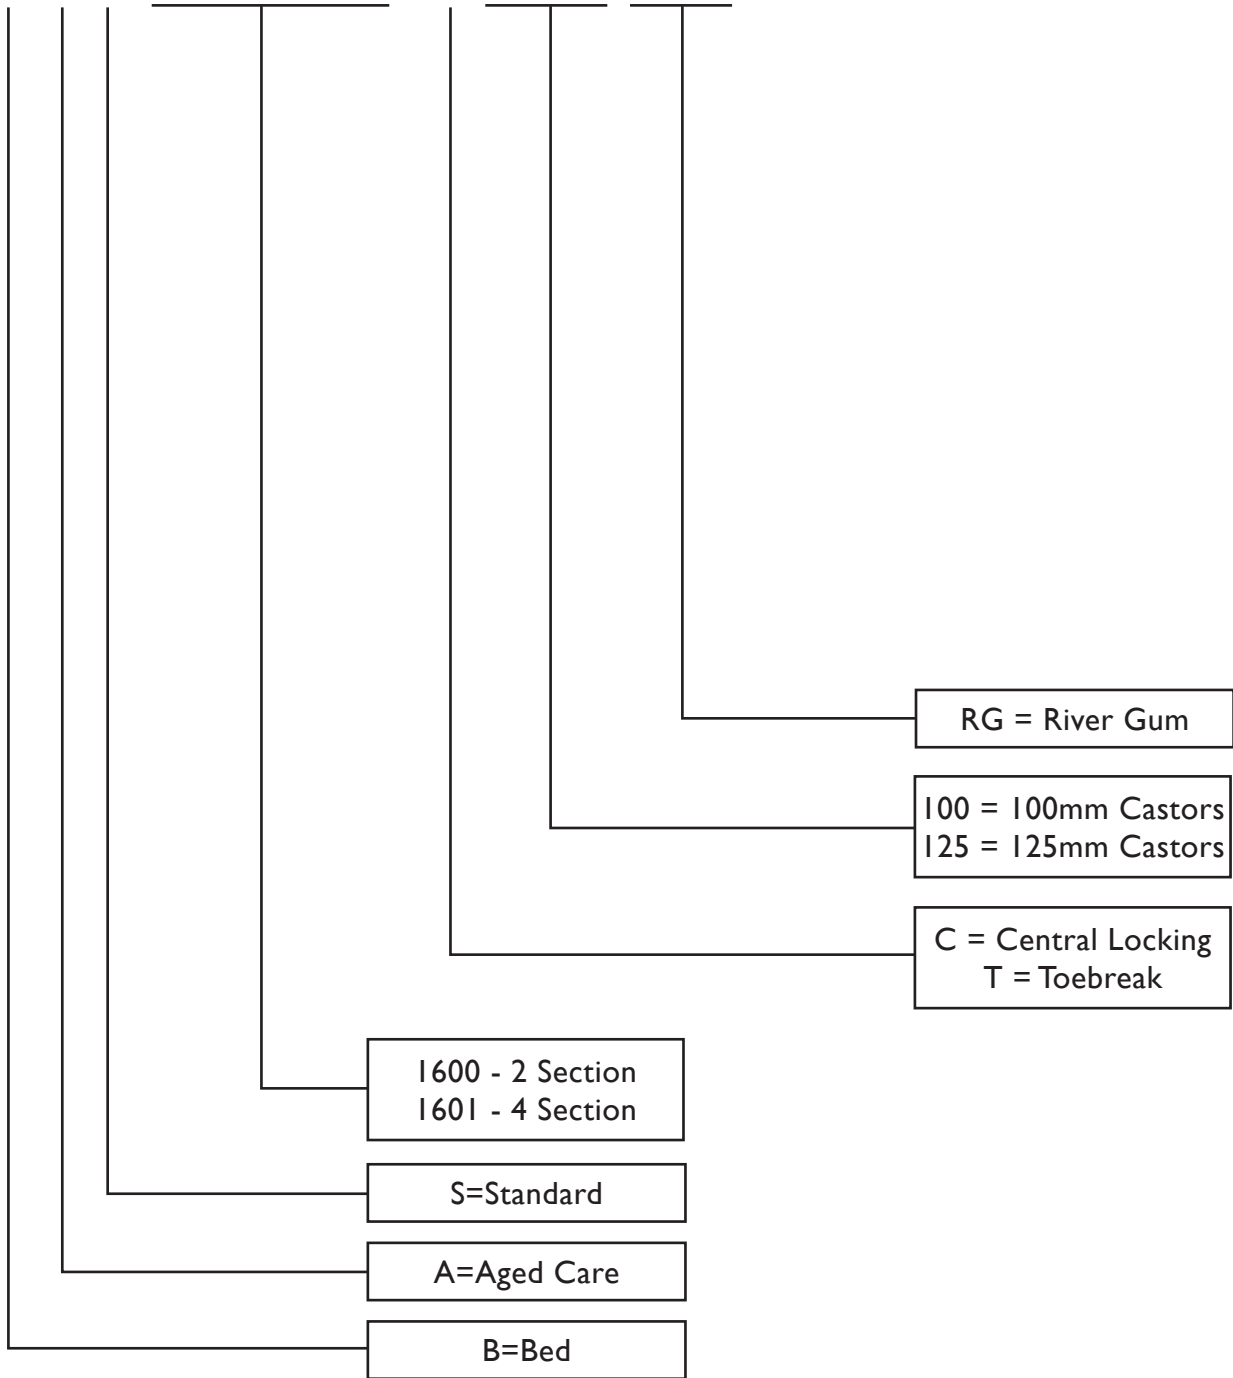 RG = River Gum
100 = 100mm Castors
125 = 125mm Castors
C = Central Locking
T = Toebreak
1600 - 2 Section
1601 - 4 Section
S=Standard
A=Aged Care
B=Bed